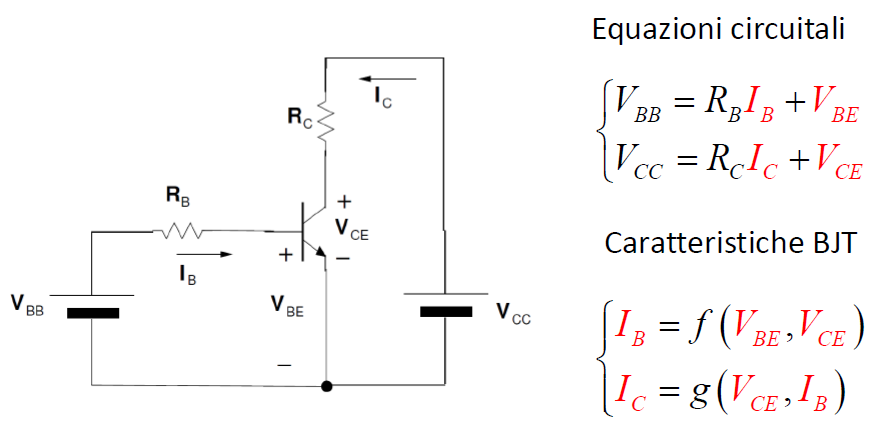 Equazioni circuitali
I_C
R_C
V_BB = R_B I_B + V_BE
V_CC = R_C I_C + V_CE
R_B
+
V_CE
+
−
I_B
Caratteristiche BJT
V_BB
V_BE
V_CC
I_B = f(V_BE, V_CE)
−
I_C = g(V_CE, I_B)